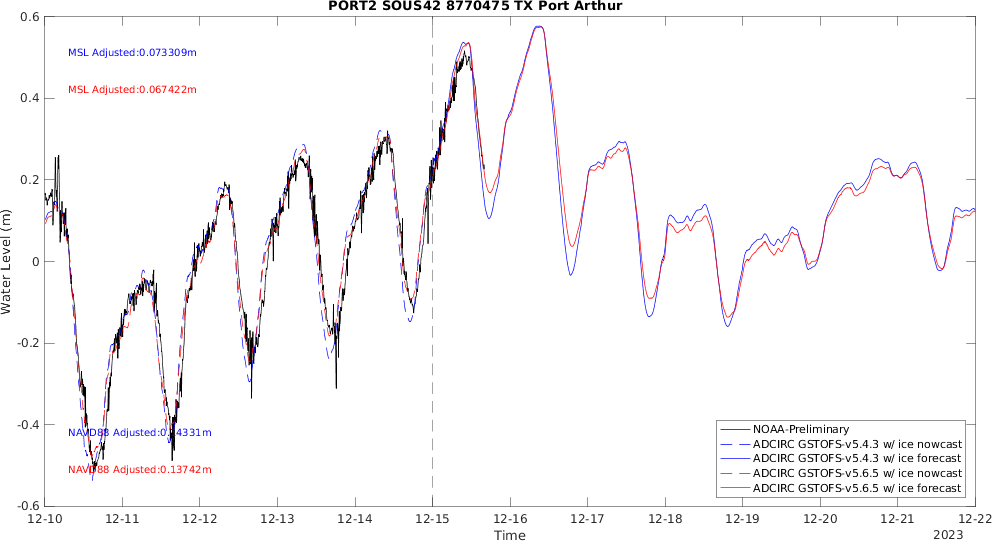 PORT2 SOUS42 8770475 TX Port Arthur
MSL Adjusted:0.073309m
MSL Adjusted:0.067422m
NAVD88 Adjusted:0.14331m
NAVD88 Adjusted:0.13742m
Water Level (m)
0.6
0.4
0.2
0
-0.2
-0.4
-0.6
NOAA-Preliminary
ADCIRC GSTOFS-v5.4.3 w/ ice nowcast
ADCIRC GSTOFS-v5.4.3 w/ ice forecast
ADCIRC GSTOFS-v5.6.5 w/ ice nowcast
ADCIRC GSTOFS-v5.6.5 w/ ice forecast
12-10 12-11 12-12 12-13 12-14 12-15 12-16 12-17 12-18 12-19 12-20 12-21 12-22
Time
2023